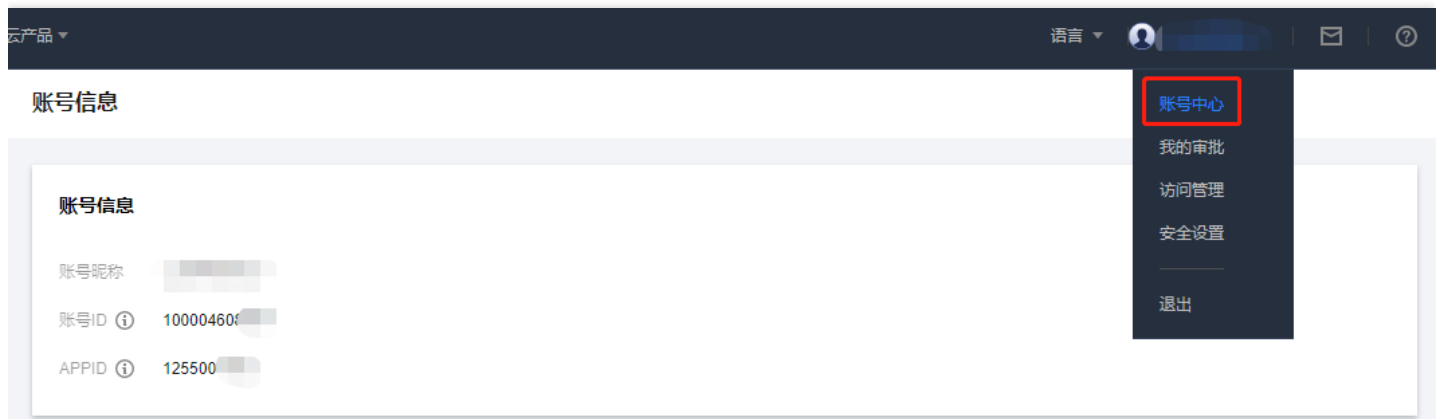 云产品
语言
账号信息
账号中心
我的审批
访问管理
安全设置
退出
账号信息
账号昵称
账号ID 10000460
APPID 125500